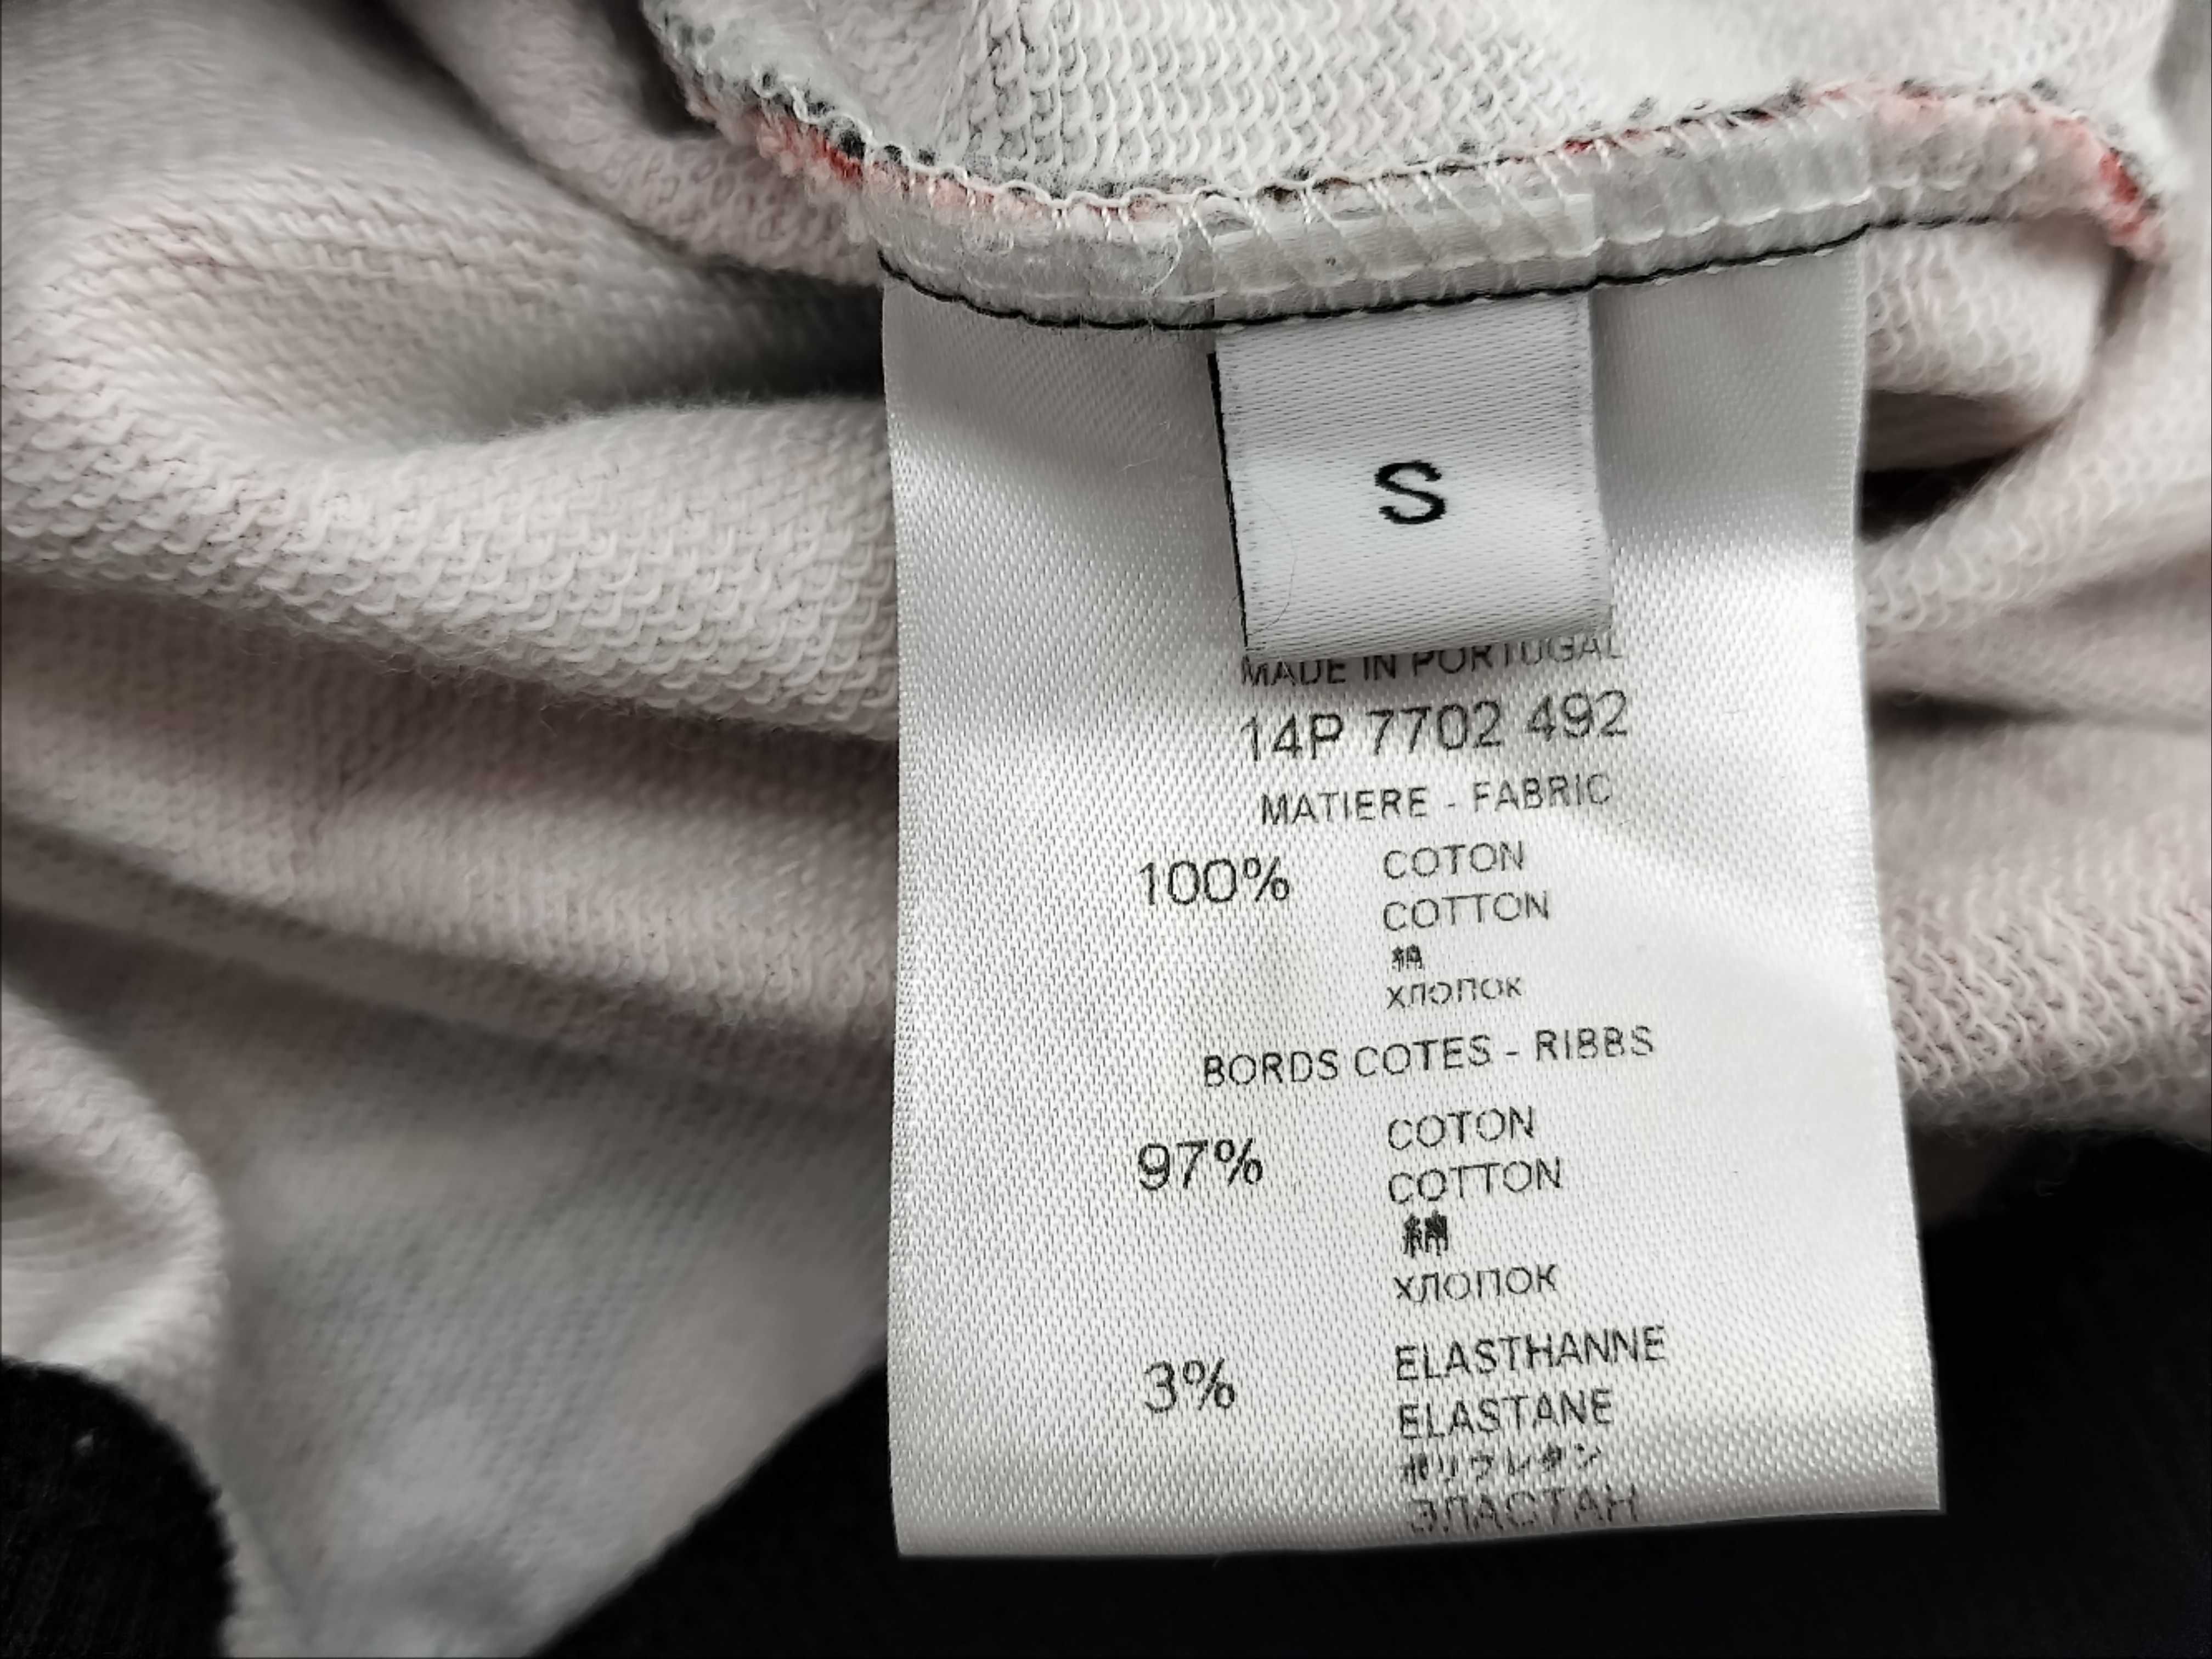 S
MADE IN PORTUGAL
14P 7702 492
MATIERE - FABRIC
100% COTON
COTTON
綿
хлопок
BORDS COTES - RIBBS
97% COTON
COTTON
綿
хлопок
3% ELASTHANNE
ELASTANE
ポリウレタン
ЭЛАСТАН